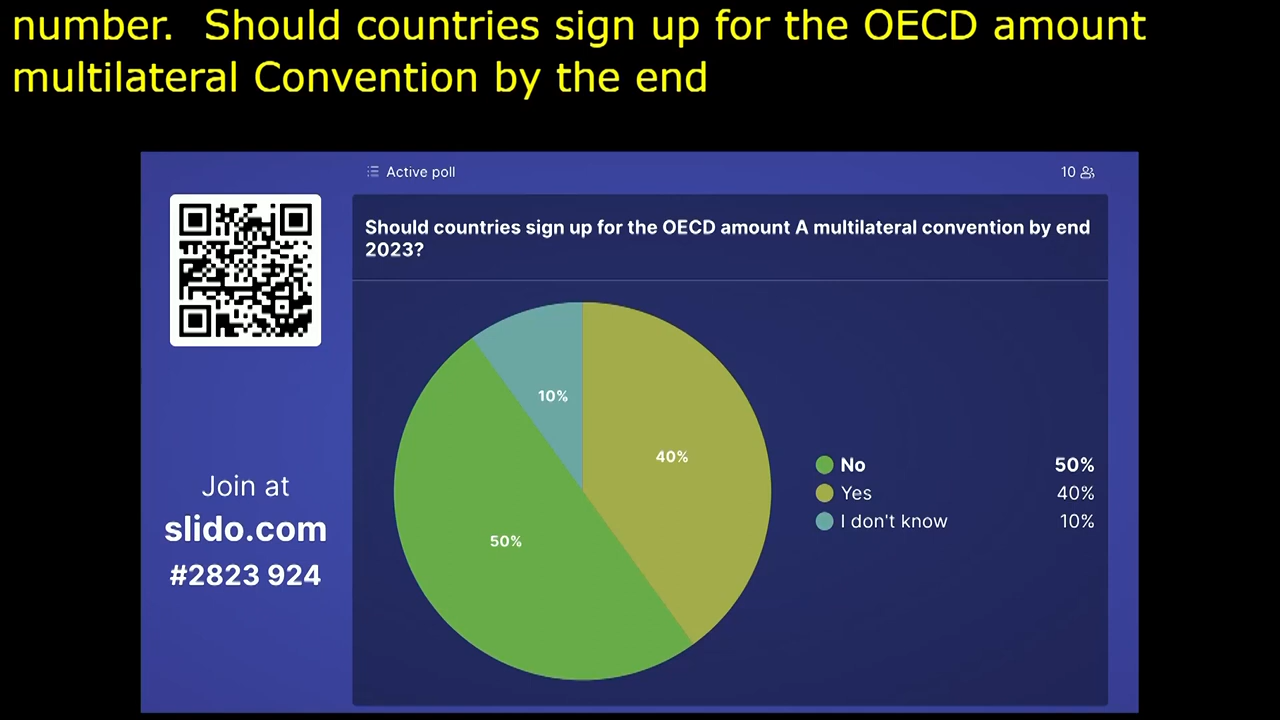 number.  Should countries sign up for the OECD amount
multilateral Convention by the end
Active poll
10
Should countries sign up for the OECD amount A multilateral convention by end
2023?
10%
40%
50%
No 50%
Yes 40%
I don't know 10%
Join at
slido.com
#2823 924